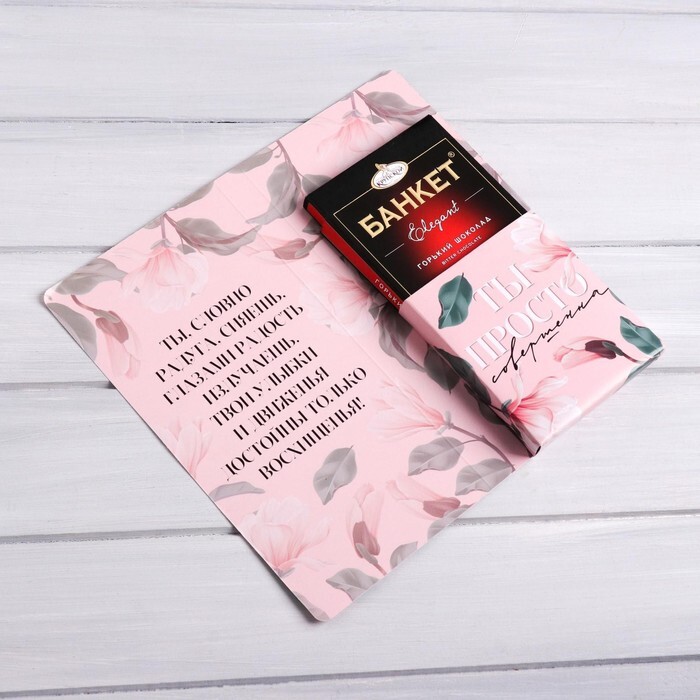 ТЫ, СЛОВНО
РАДУГА, СИЯЕШЬ,
ГЛАЗАМИ РАДОСТЬ
ИЗЛУЧАЕШЬ.
ТВОИ УЛЫБКИ
И ДВИЖЕНЬЯ
ДОСТОЙНЫ ТОЛЬКО
ВОСХИЩЕНЬЯ!
БАНКЕТ®
Elegant
ГОРЬКИЙ ШОКОЛАД
BITTER CHOCOLATE
ГОРЬКИЙ
ТЫ
ПРОСТО
совершенна